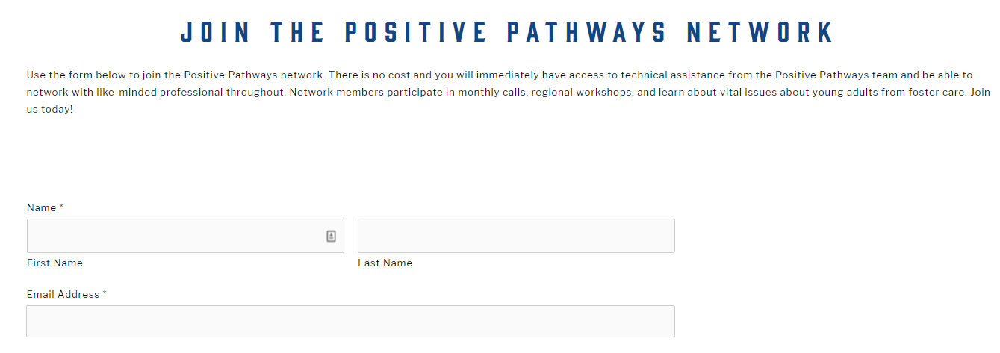 JOIN THE POSITIVE PATHWAYS NETWORK
Use the form below to join the Positive Pathways network. There is no cost and you will immediately have access to technical assistance from the Positive Pathways team and be able to
network with like-minded professional throughout. Network members participate in monthly calls, regional workshops, and learn about vital issues about young adults from foster care. Join
us today!
Name *
First Name
Last Name
Email Address *